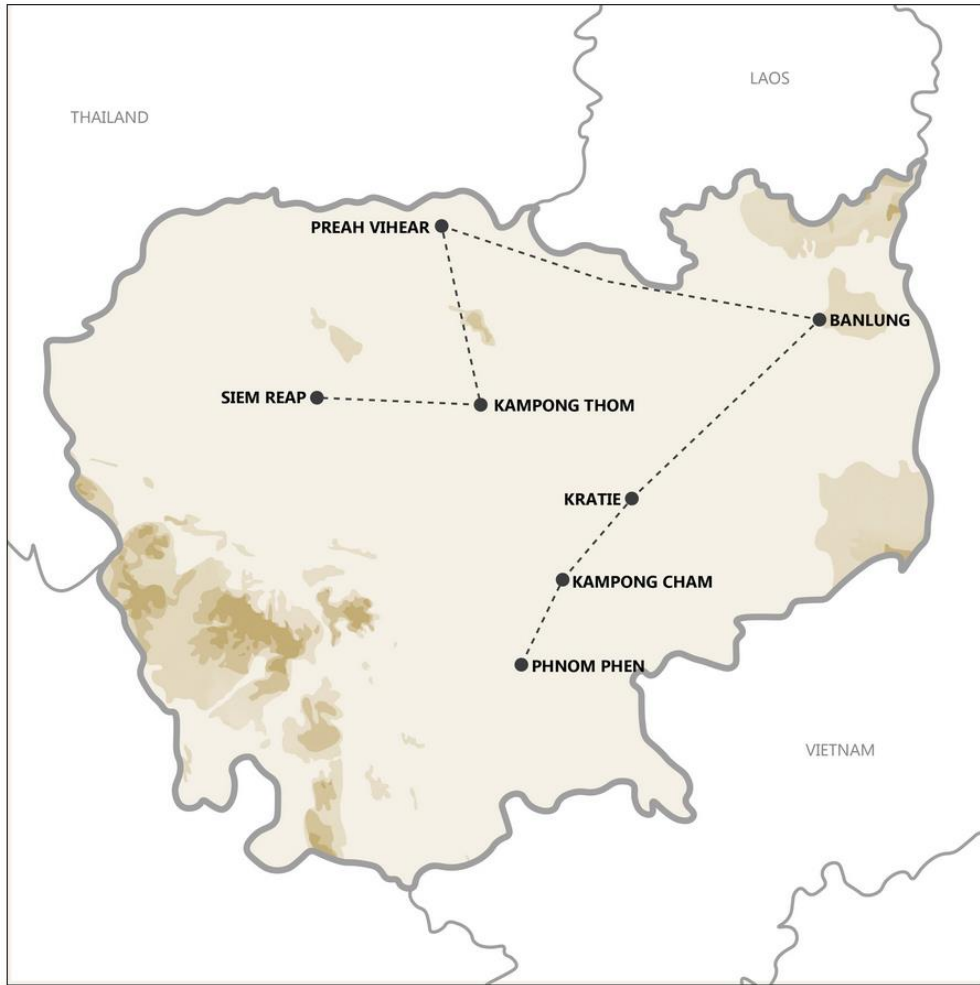 LAOS
THAILAND
PREAH VIHEAR
BANLUNG
SIEM REAP
KAMPONG THOM
KRATIE
KAMPONG CHAM
PHNOM PHEN
VIETNAM